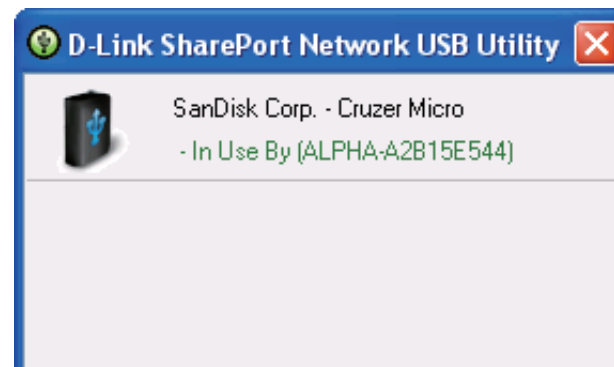 D-Link SharePort Network USB Utility
SanDisk Corp. - Cruzer Micro
- In Use By (ALPHA-A2B15E544)